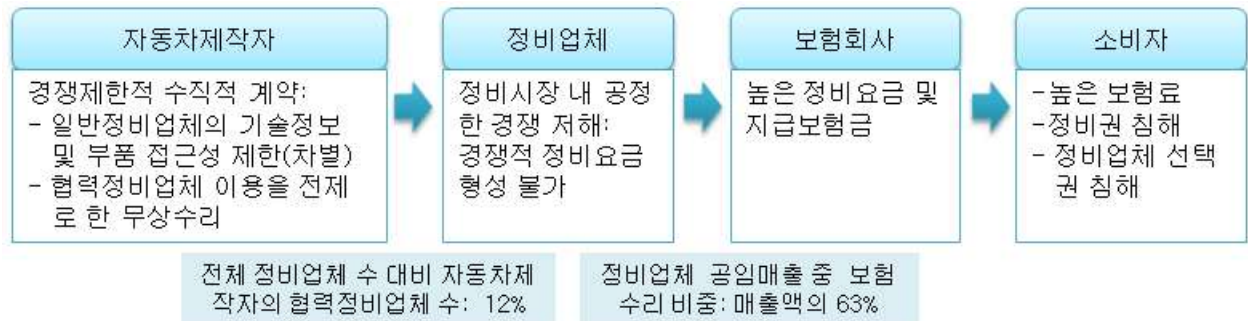 자동차제작자
경쟁제한적 수직적 계약:
- 일반정비업체의 기술정보
및 부품 접근성 제한(차별)
- 협력정비업체 이용을 전제
로 한 무상수리
정비업체
정비시장 내 공정
한 경쟁 저해:
경쟁적 정비요금
형성 불가
보험회사
높은 정비요금 및
지급보험금
소비자
-높은 보험료
-정비권 침해
- 정비업체 선택
권 침해
전체 정비업체 수 대비 자동차제
작자의 협력정비업체 수: 12%
정비업체 공임매출 중 보험
수리 비중: 매출액의 63%